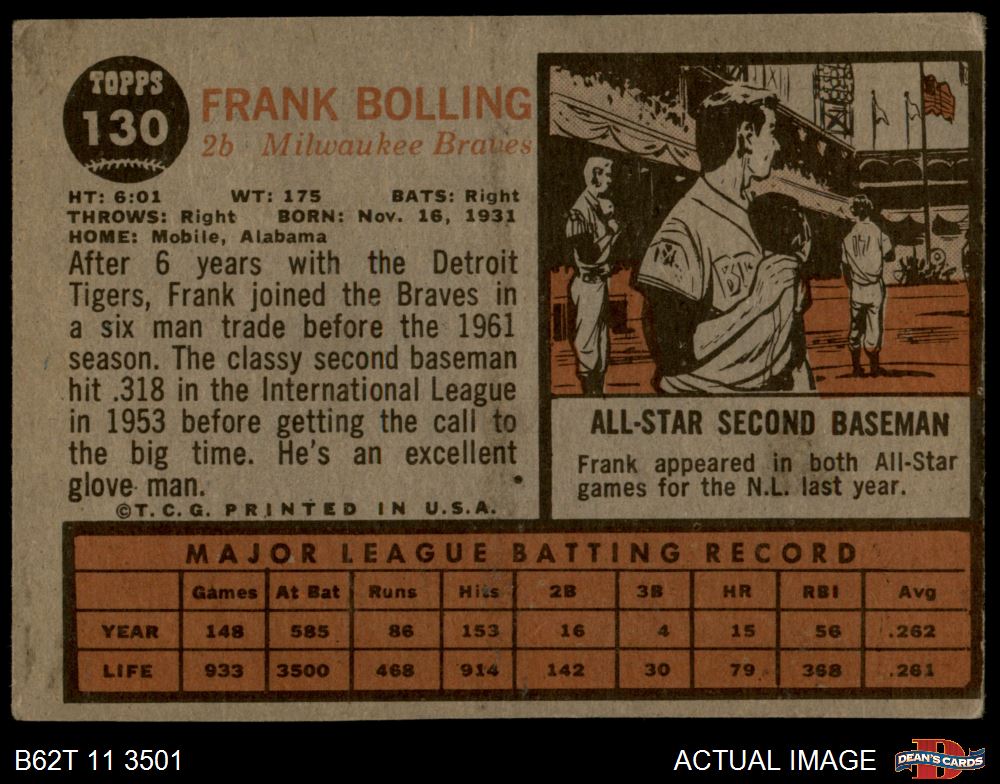 TOPPS
130
FRANK BOLLING
2b Milwaukee Braves
HT: 6:01 WT: 175 BATS: Right
THROWS: Right BORN: Nov. 16, 1931
HOME: Mobile, Alabama
After 6 years with the Detroit
Tigers, Frank joined the Braves in
a six man trade before the 1961
season. The classy second baseman
hit .318 in the International League
in 1953 before getting the call to
the big time. He's an excellent
glove man.
©T.C.G. PRINTED IN U.S.A.
ALL-STAR SECOND BASEMAN
Frank appeared in both All-Star
games for the N.L. last year.
MAJOR LEAGUE BATTING RECORD
Games At Bat Runs Hits 2B 3B HR RBI Avg
YEAR 148 585 86 153 16 4 15 56 .262
LIFE 933 3500 468 914 142 30 79 368 .261
B62T 11 3501
ACTUAL IMAGE
DEAN'S CARDS